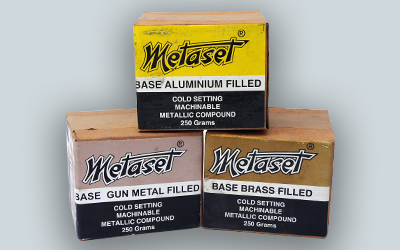 Metaset®
BASE ALUMINIUM FILLED
COLD SETTING
MACHINABLE
METALLIC COMPOUND
250 Grams
Metaset®
BASE GUN METAL FILLED
COLD SETTING
MACHINABLE
METALLIC COMPOUND
250 Grams
Metaset®
BASE BRASS FILLED
COLD SETTING
MACHINABLE
METALLIC COMPOUND
250 Grams